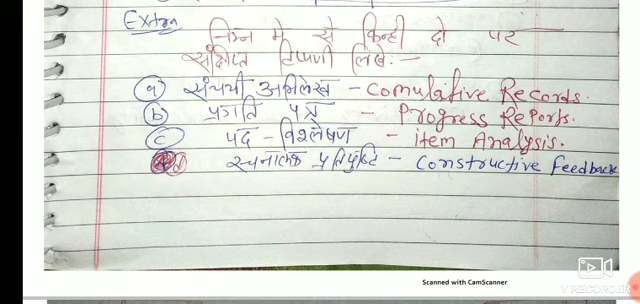 Extra
निम्न मे से किन्ही दो पर
संक्षिप्त टिप्पणी लिखे:-
(a) संचयी अभिलेख - Comulative Records.
(b) प्रगति पत्र - Progress Reports.
(c) पद - विश्लेषण - item Analysis.
रचनात्मक प्रतिपुष्टि - Constructive feedback
Scanned with CamScanner
V RECORDER